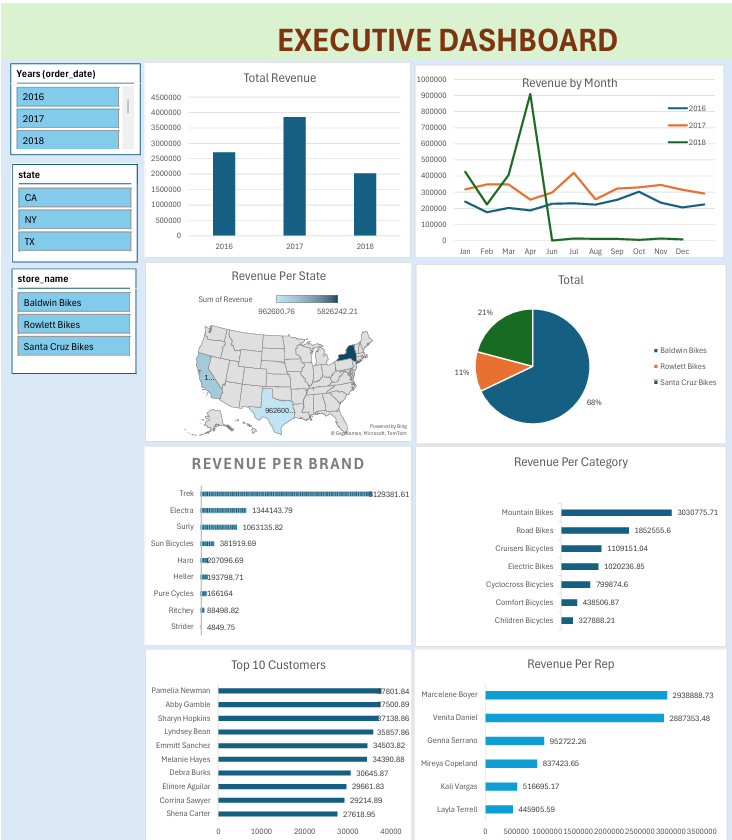 EXECUTIVE DASHBOARD
Years (order_date)
2016
2017
2018
state
CA
NY
TX
store_name
Baldwin Bikes
Rowlett Bikes
Santa Cruz Bikes
Total Revenue
4500000
4000000
3500000
3000000
2500000
2000000
1500000
1000000
500000
0
2016 2017 2018
Revenue by Month
1000000
900000
800000
700000
600000
500000
400000
300000
200000
100000
0
2016
2017
2018
Jan Feb Mar Apr Jun Jul Aug Sep Oct Nov Dec
Revenue Per State
Sum of Revenue
962600.76 5826242.21
1...
962600...
Powered by Bing
© GeoNames, Microsoft, TomTom
Total
21%
11%
68%
Baldwin Bikes
Rowlett Bikes
Santa Cruz Bikes
REVENUE PER BRAND
Trek 129381.61
Electra 1344143.79
Surly 1063135.82
Sun Bicycles 381919.69
Haro 207096.69
Heller 193798.71
Pure Cycles 166164
Ritchey 88498.82
Strider 4849.75
Revenue Per Category
Mountain Bikes 3030775.71
Road Bikes 1852555.6
Cruisers Bicycles 1109151.04
Electric Bikes 1020236.85
Cyclocross Bicycles 799874.6
Comfort Bicycles 438506.87
Children Bicycles 327888.21
Top 10 Customers
Pamelia Newman 7801.84
Abby Gamble 7500.89
Sharyn Hopkins 7138.86
Lyndsey Bean 35857.86
Emmitt Sanchez 34503.82
Melanie Hayes 34390.88
Debra Burks 30645.87
Elinore Aguilar 29661.83
Corrina Sawyer 29214.89
Shena Carter 27618.95
0 10000 20000 30000 40000
Revenue Per Rep
Marcelene Boyer 2938888.73
Venita Daniel 2887353.48
Genna Serrano 952722.26
Mireya Copeland 837423.65
Kali Vargas 516695.17
Layla Terrell 445905.59
0 500000 1000000 1500000 2000000 2500000 3000000 3500000